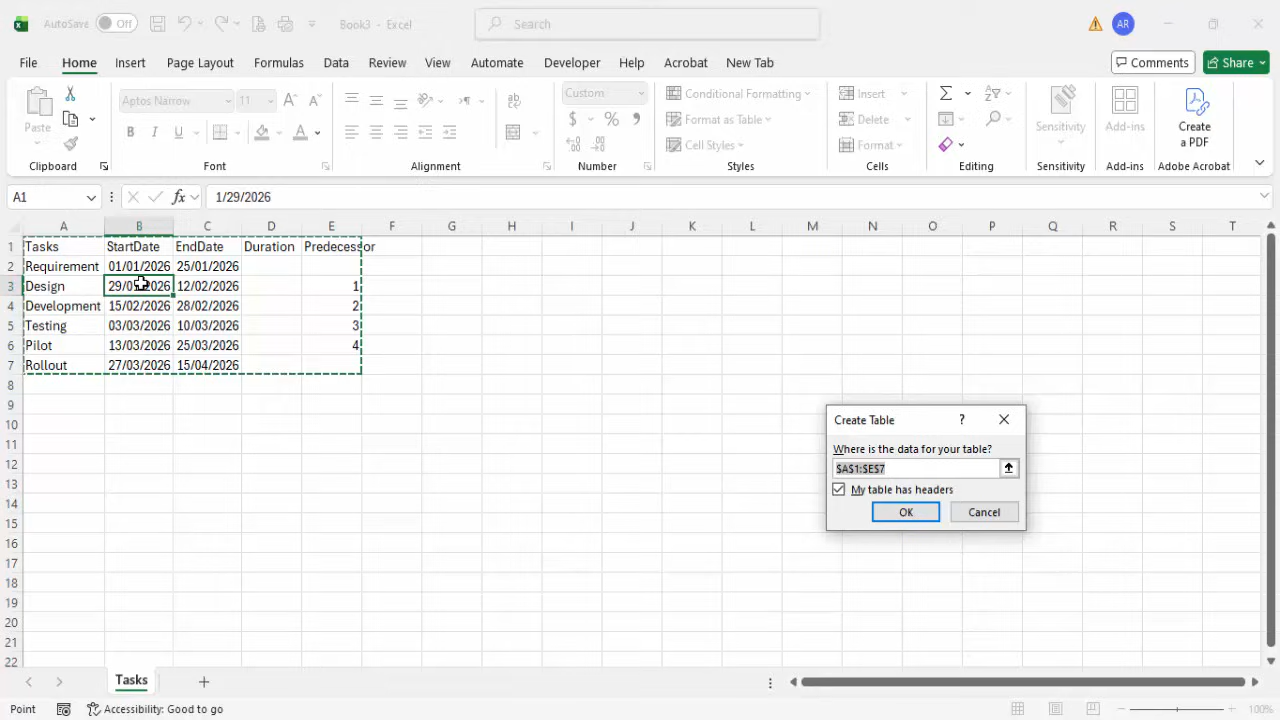 AutoSave Off Book3 - Excel Search AR
File Home Insert Page Layout Formulas Data Review View Automate Developer Help Acrobat New Tab Comments Share
Paste Aptos Narrow 11 A A ab Custom Conditional Formatting Insert Σ Sensitivity Add-ins Create
a PDF
B I U A $ % , Format as Table Delete
Cell Styles Format
Clipboard Font Alignment Number Styles Cells Editing Sensitivity Add-ins Adobe Acrobat
A1 fx 1/29/2026
A B C D E F G H I J K L M N O P Q R S T
1 Tasks StartDate EndDate Duration Predecessor
2 Requirement 01/01/2026 25/01/2026
3 Design 29/01/2026 12/02/2026 1
4 Development 15/02/2026 28/02/2026 2
5 Testing 03/03/2026 10/03/2026 3
6 Pilot 13/03/2026 25/03/2026 4
7 Rollout 27/03/2026 15/04/2026
8
9
10
11
12
13
14
15
16
17
18
19
20
21
22
Create Table ?
Where is the data for your table?
$A$1:$E$7
My table has headers
OK Cancel
Tasks
Point Accessibility: Good to go 100%